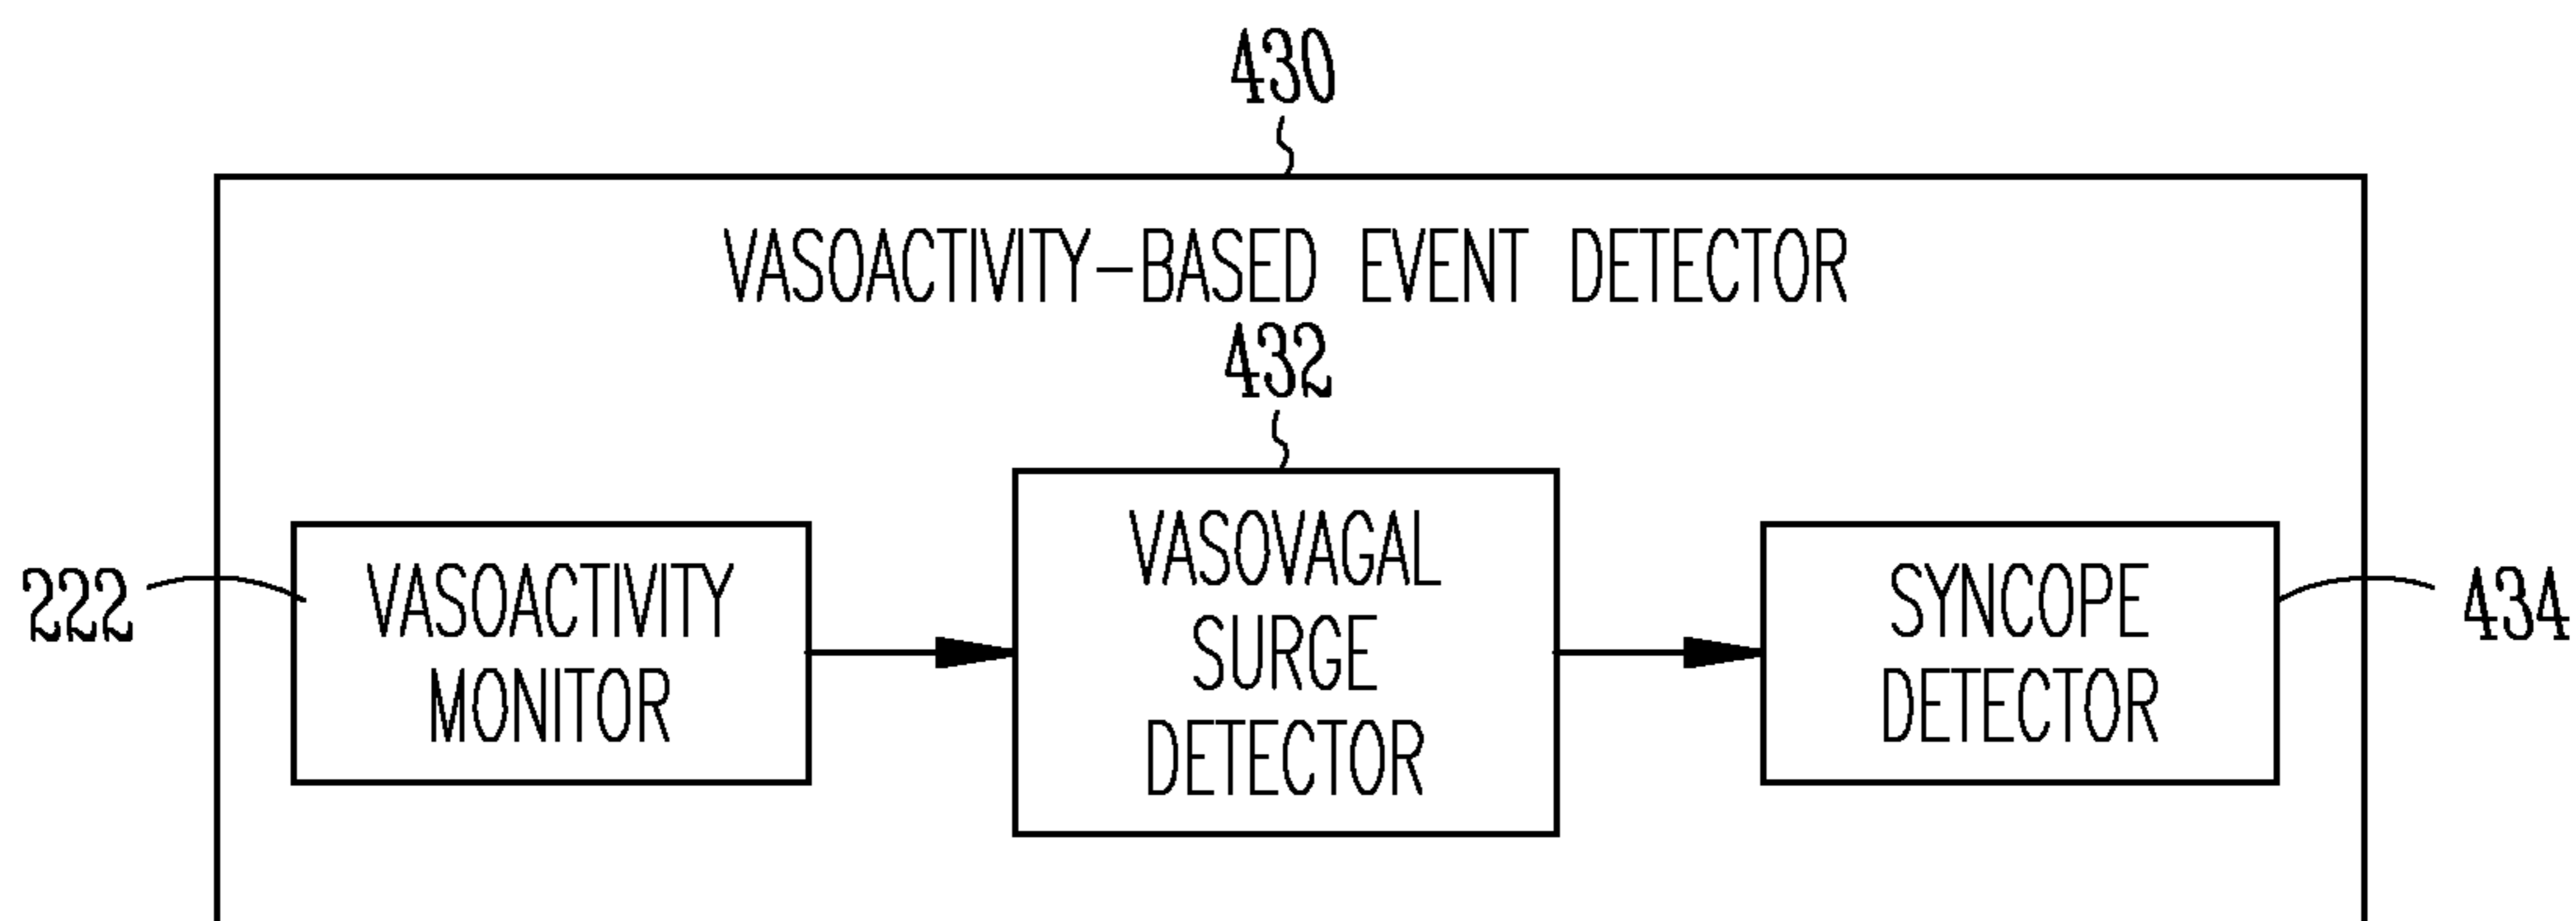 430
VASOACTIVITY-BASED EVENT DETECTOR
432
222
VASOACTIVITY
MONITOR
VASOVAGAL
SURGE
DETECTOR
SYNCOPE
DETECTOR
434